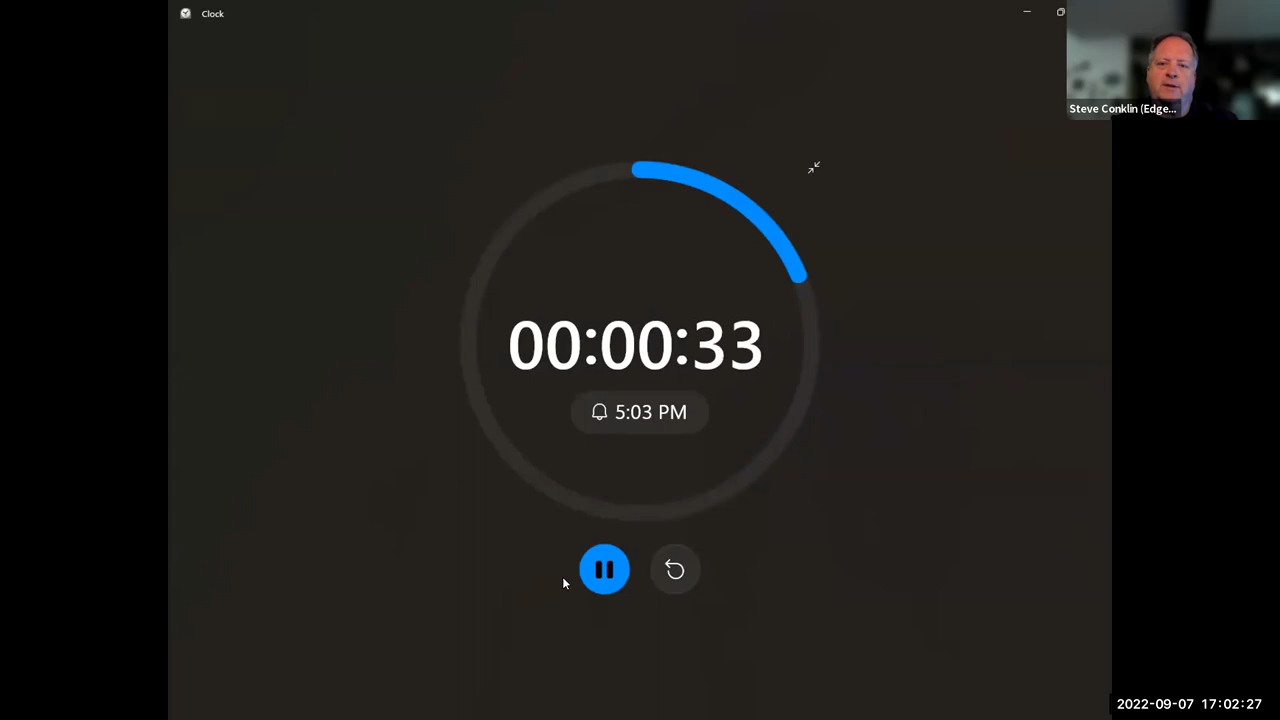 Clock
Steve Conklin (Edge...
00:00:33
5:03 PM
2022-09-07 17:02:27